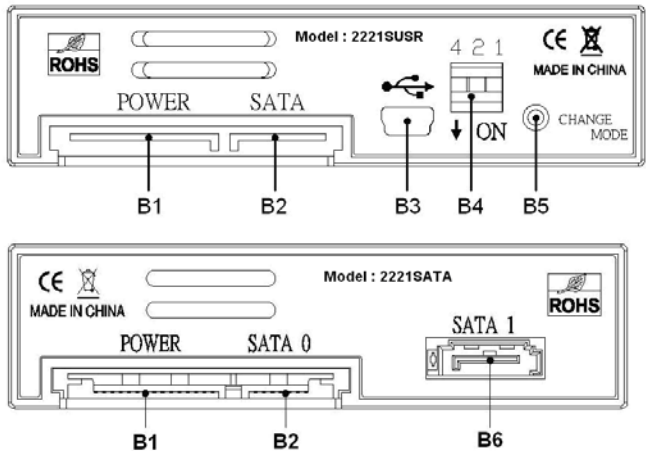 Model : 2221SUSR
ROHS
4 2 1
CE
MADE IN CHINA
POWER SATA
ON
CHANGE
MODE
B1 B2 B3 B4 B5
CE
Model : 2221SATA
MADE IN CHINA
ROHS
POWER SATA 0
SATA 1
B1 B2 B6